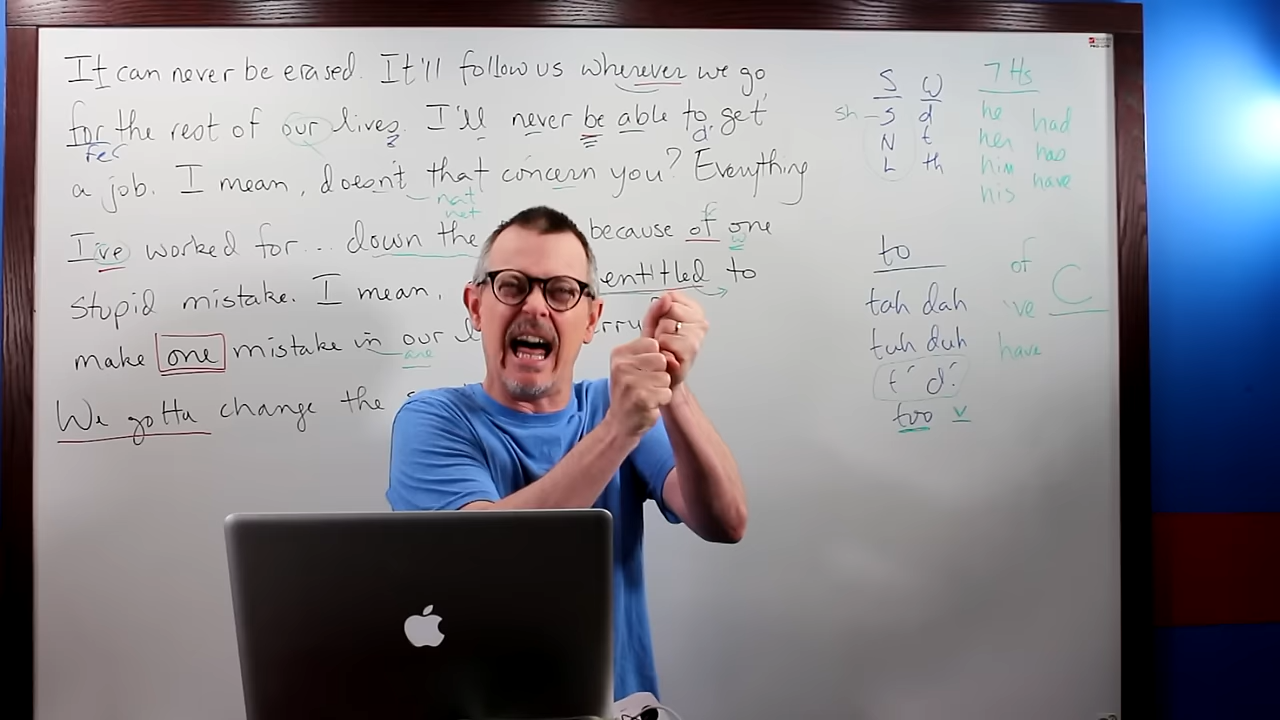 It can never be erased. It'll follow us wherever we go
for the rest of our lives. I'll never be able to get
fer z d'
a job. I mean, doesn't that concern you? Everything
nat
net
I've worked for... down the because of one
w
stupid mistake. I mean, entitled to
make one mistake in our
are
We gotta change the
S W
sh - S d
N t
L th
7 Hs
he had
her has
him have
his
to
tah dah
tuh duh
t' d'
too v
of
've C
have